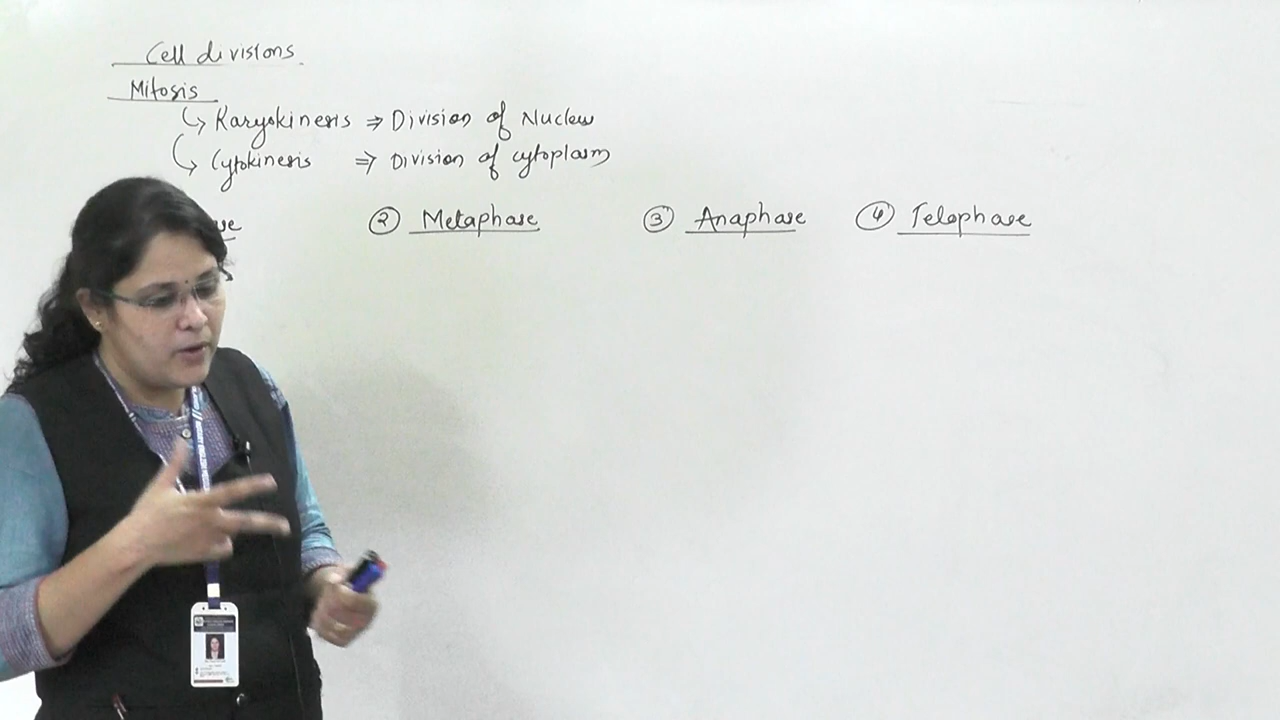 Cell divisions.
Mitosis
↳ Karyokinesis ⇒ Division of Nucleus
↳ Cytokinesis ⇒ Division of cytoplasm
② Metaphase ③ Anaphase ④ Telophase